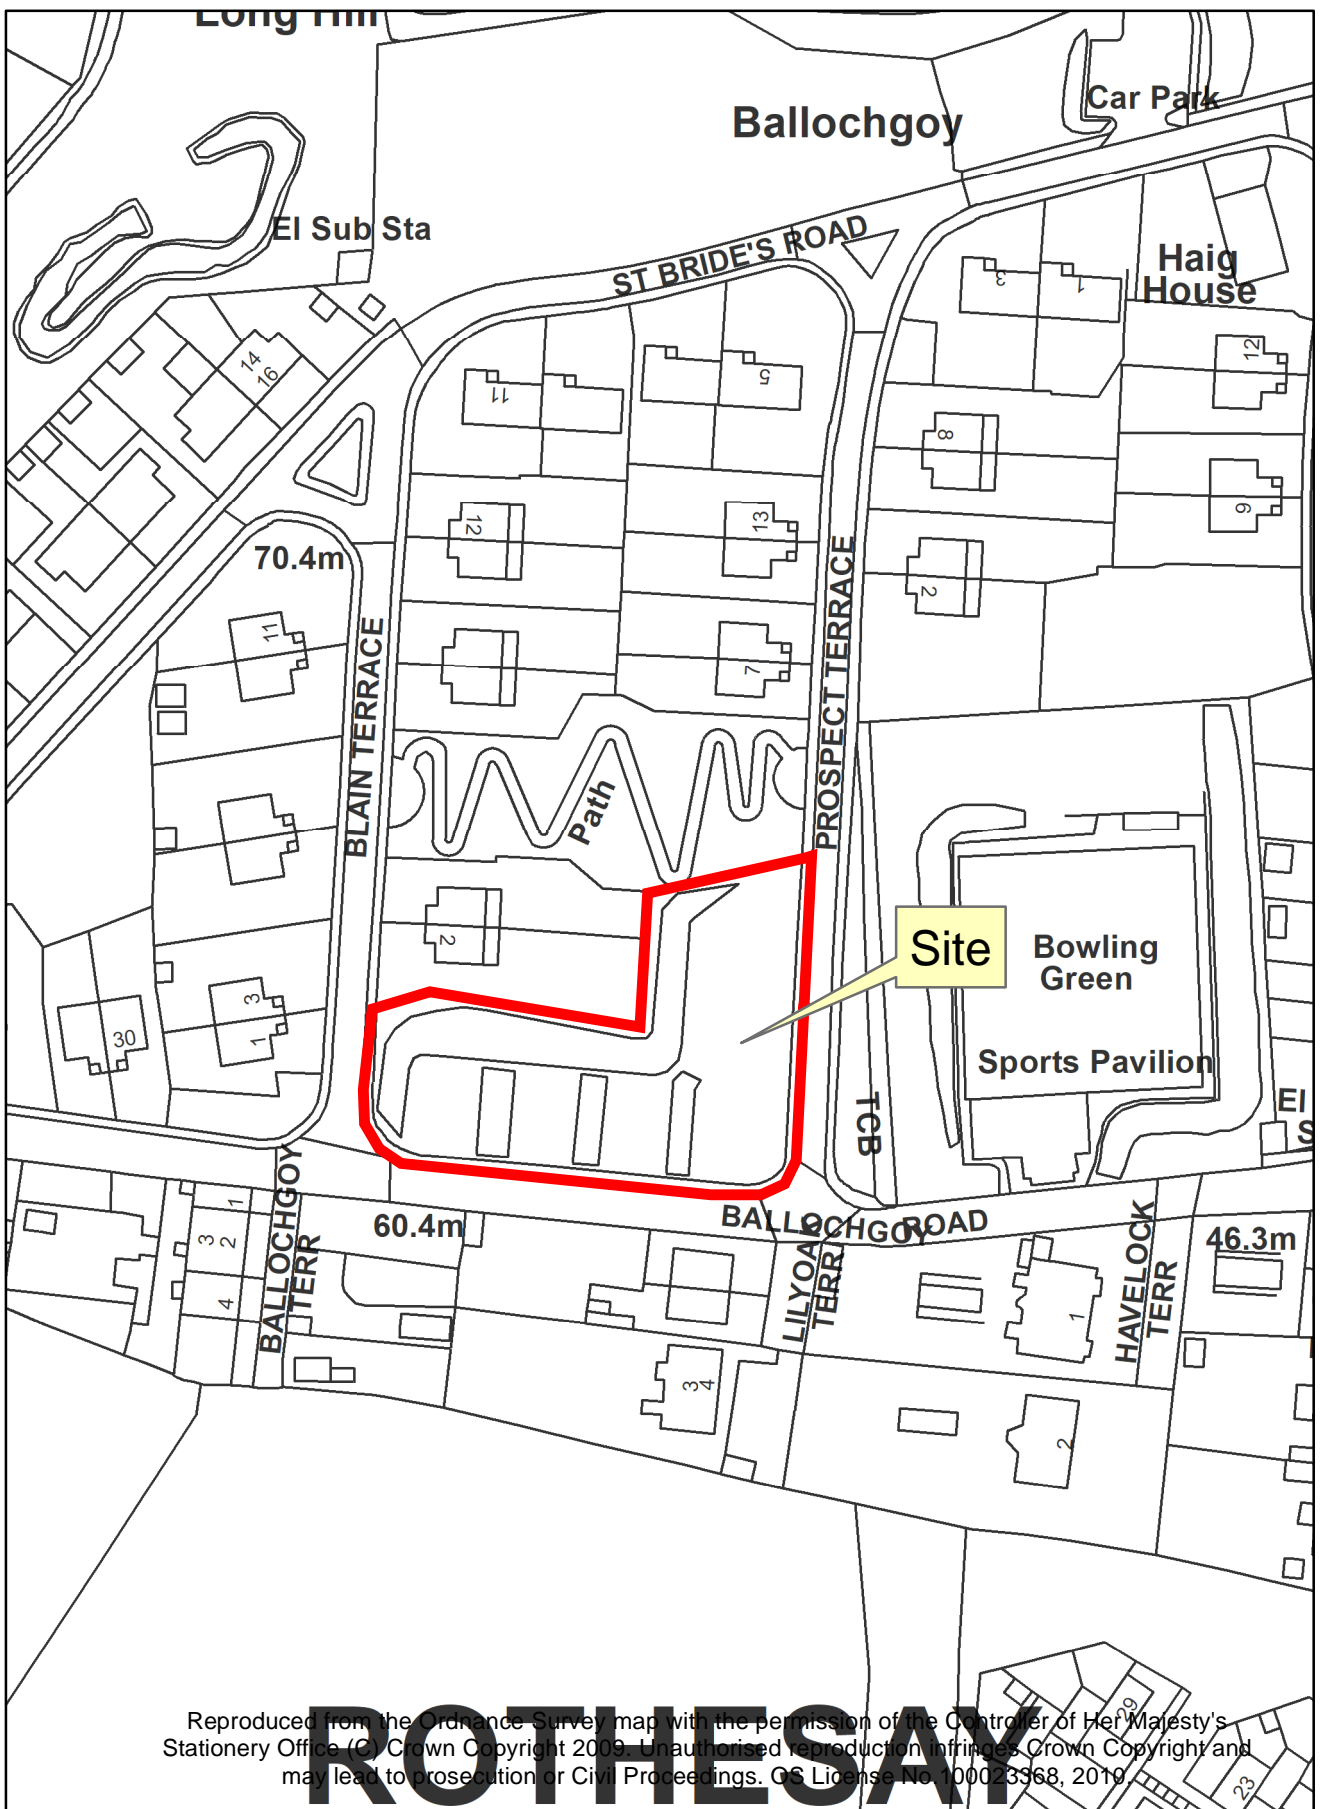 Long Hill
Car Park
Ballochgoy
El Sub Sta
ST BRIDE'S ROAD
Haig
House
3
1
14
16
11
5
12
8
12
13
9
70.4m
2
11
7
BLAIN TERRACE
PROSPECT TERRACE
Path
2
Site
Bowling
Green
3
1
30
Sports Pavilion
TCB
El
S
BALLOCHGOY
TERR
1
3
2
4
60.4m
BALLOCHGOY ROAD
LILYOAK
TERR
HAVELOCK
TERR
46.3m
1
3
4
2
29
23
ROTHESAY
Reproduced from the Ordnance Survey map with the permission of the Controller of Her Majesty's
Stationery Office (C) Crown Copyright 2009. Unauthorised reproduction infringes Crown Copyright and
may lead to prosecution or Civil Proceedings. OS License No.100023368, 2010.